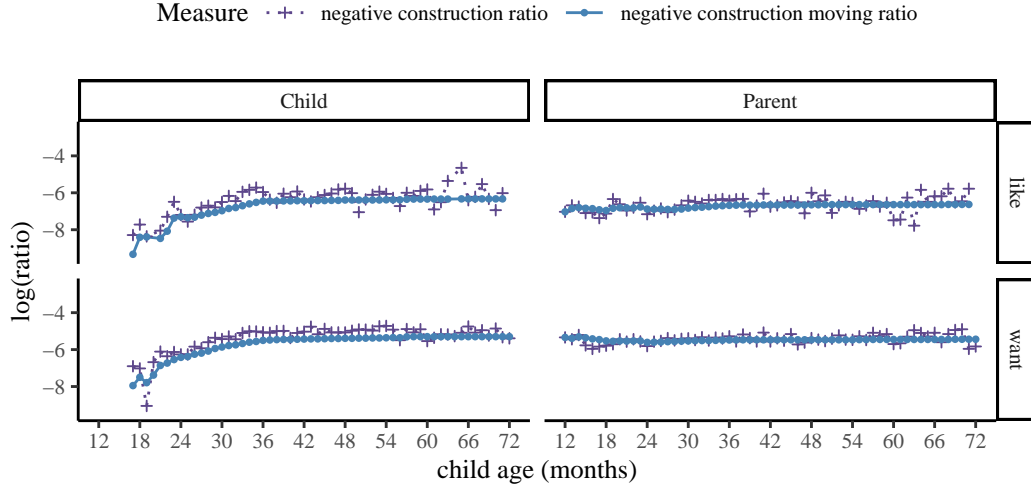 Measure negative construction ratio negative construction moving ratio
Child Parent
like
−4
−6
−8
want
−4
−6
−8
log(ratio)
12 18 24 30 36 42 48 54 60 66 72 12 18 24 30 36 42 48 54 60 66 72
child age (months)